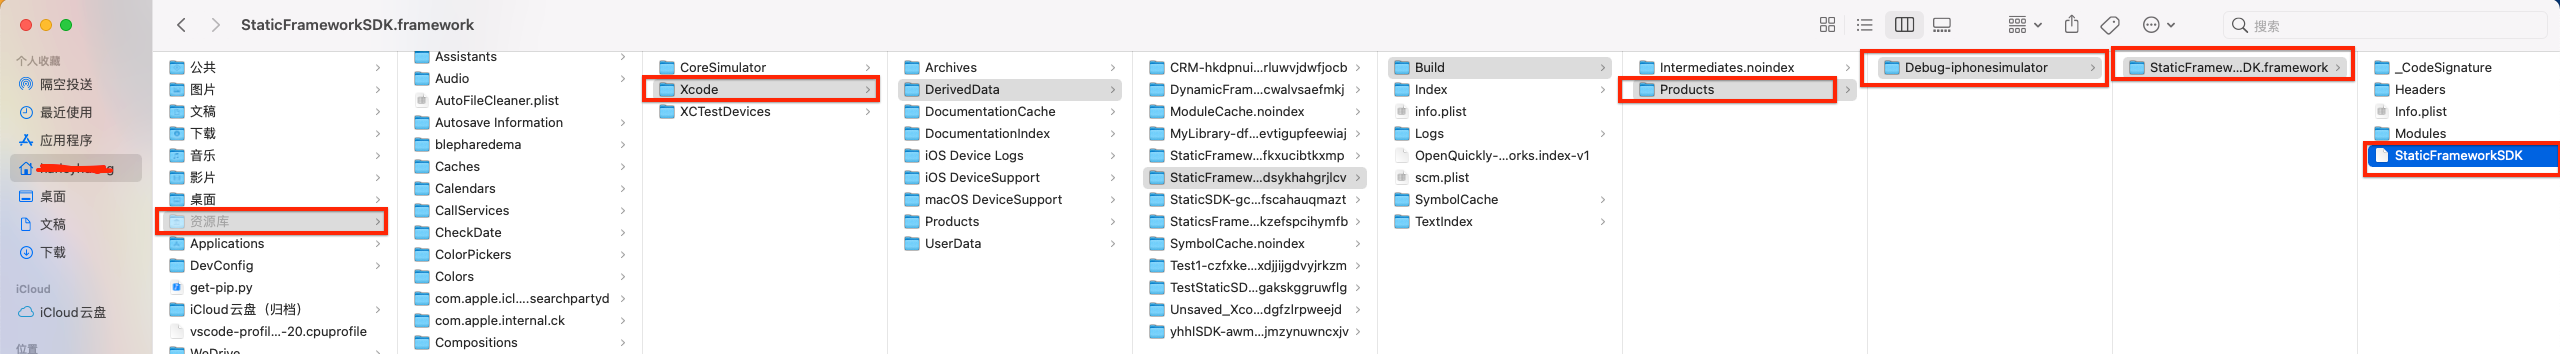 StaticFrameworkSDK.framework
搜索
个人收藏
隔空投送
最近使用
应用程序
桌面
文稿
下载
iCloud
iCloud云盘
位置
公共
图片
文稿
下载
音乐
影片
桌面
资源库
Applications
DevConfig
get-pip.py
iCloud云盘（归档）
vscode-profil...-20.cpuprofile
WeDrive
Assistants
Audio
AutoFileCleaner.plist
Autosave Information
blepharedema
Caches
Calendars
CallServices
CheckDate
ColorPickers
Colors
com.apple.icl....searchpartyd
com.apple.internal.ck
Compositions
CoreSimulator
Xcode
XCTestDevices
Archives
DerivedData
DocumentationCache
DocumentationIndex
iOS Device Logs
iOS DeviceSupport
macOS DeviceSupport
Products
UserData
CRM-hkdpnui...rluwvjdwfjocb
DynamicFram...cwalvsaefmkj
ModuleCache.noindex
MyLibrary-df...evtigupfeewiaj
StaticFramew...fkxucibtkxmp
StaticFramew...dsykhahgrjlcv
StaticSDK-gc...fscahauqmazt
StaticsFrame...kzefspcihymfb
SymbolCache.noindex
Test1-czfxke...xdjjijgdvyjrkzm
TestStaticSD...gakskggruwflg
Unsaved_Xco...dgfzlrpweejd
yhhlSDK-awm...jmzynuwncxjv
Build
Index
info.plist
Logs
OpenQuickly-...orks.index-v1
scm.plist
SymbolCache
TextIndex
Intermediates.noindex
Products
Debug-iphonesimulator
StaticFramew...DK.framework
_CodeSignature
Headers
Info.plist
Modules
StaticFrameworkSDK